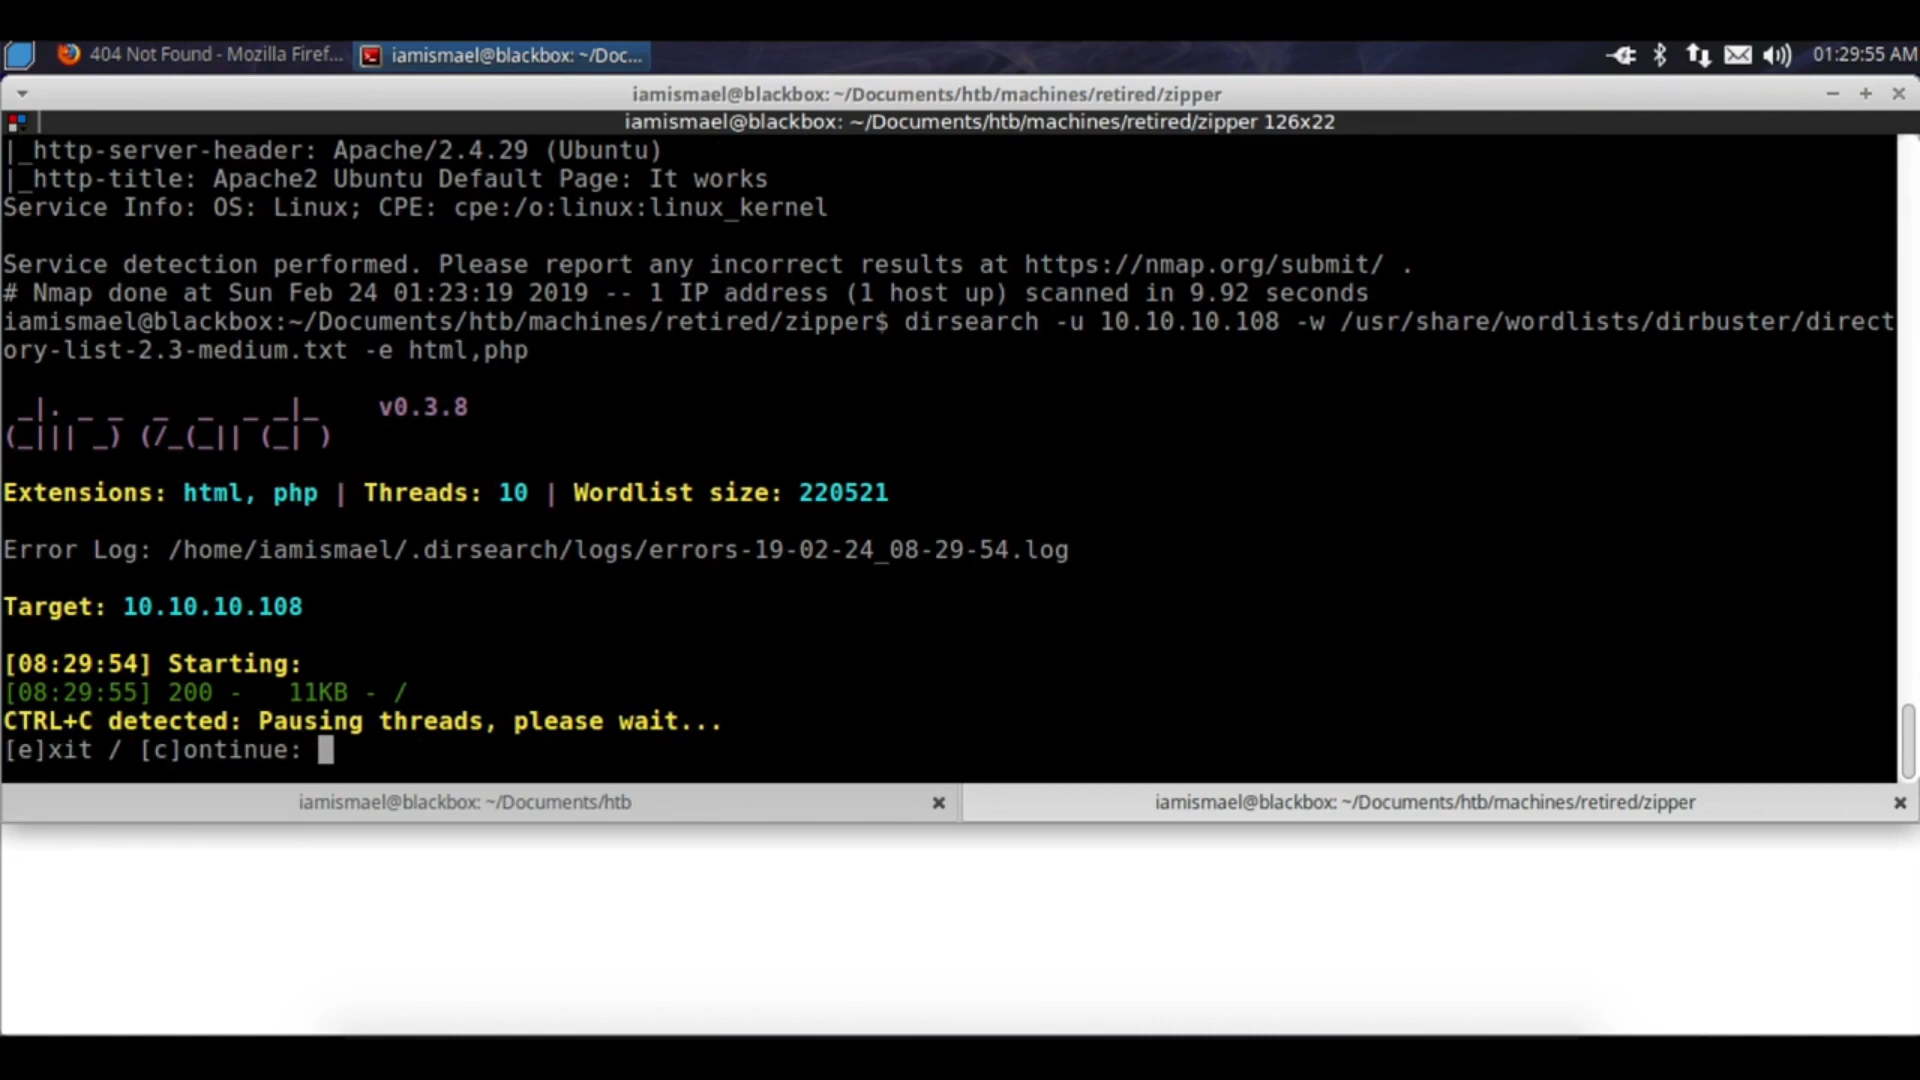 404 Not Found - Mozilla Firef...
iamismael@blackbox: ~/Doc...
01:29:55 AM
iamismael@blackbox: ~/Documents/htb/machines/retired/zipper
iamismael@blackbox: ~/Documents/htb/machines/retired/zipper 126x22
|_http-server-header: Apache/2.4.29 (Ubuntu)
|_http-title: Apache2 Ubuntu Default Page: It works
Service Info: OS: Linux; CPE: cpe:/o:linux:linux_kernel
Service detection performed. Please report any incorrect results at https://nmap.org/submit/ .
# Nmap done at Sun Feb 24 01:23:19 2019 -- 1 IP address (1 host up) scanned in 9.92 seconds
iamismael@blackbox:~/Documents/htb/machines/retired/zipper$ dirsearch -u 10.10.10.108 -w /usr/share/wordlists/dirbuster/direct
ory-list-2.3-medium.txt -e html,php
 _|. _ _  _  _  _ _|_    v0.3.8
(_||| _) (/_(_|| (_| )
Extensions: html, php | Threads: 10 | Wordlist size: 220521
Error Log: /home/iamismael/.dirsearch/logs/errors-19-02-24_08-29-54.log
Target: 10.10.10.108
[08:29:54] Starting:
[08:29:55] 200 -   11KB - /
CTRL+C detected: Pausing threads, please wait...
[e]xit / [c]ontinue:
iamismael@blackbox: ~/Documents/htb
iamismael@blackbox: ~/Documents/htb/machines/retired/zipper